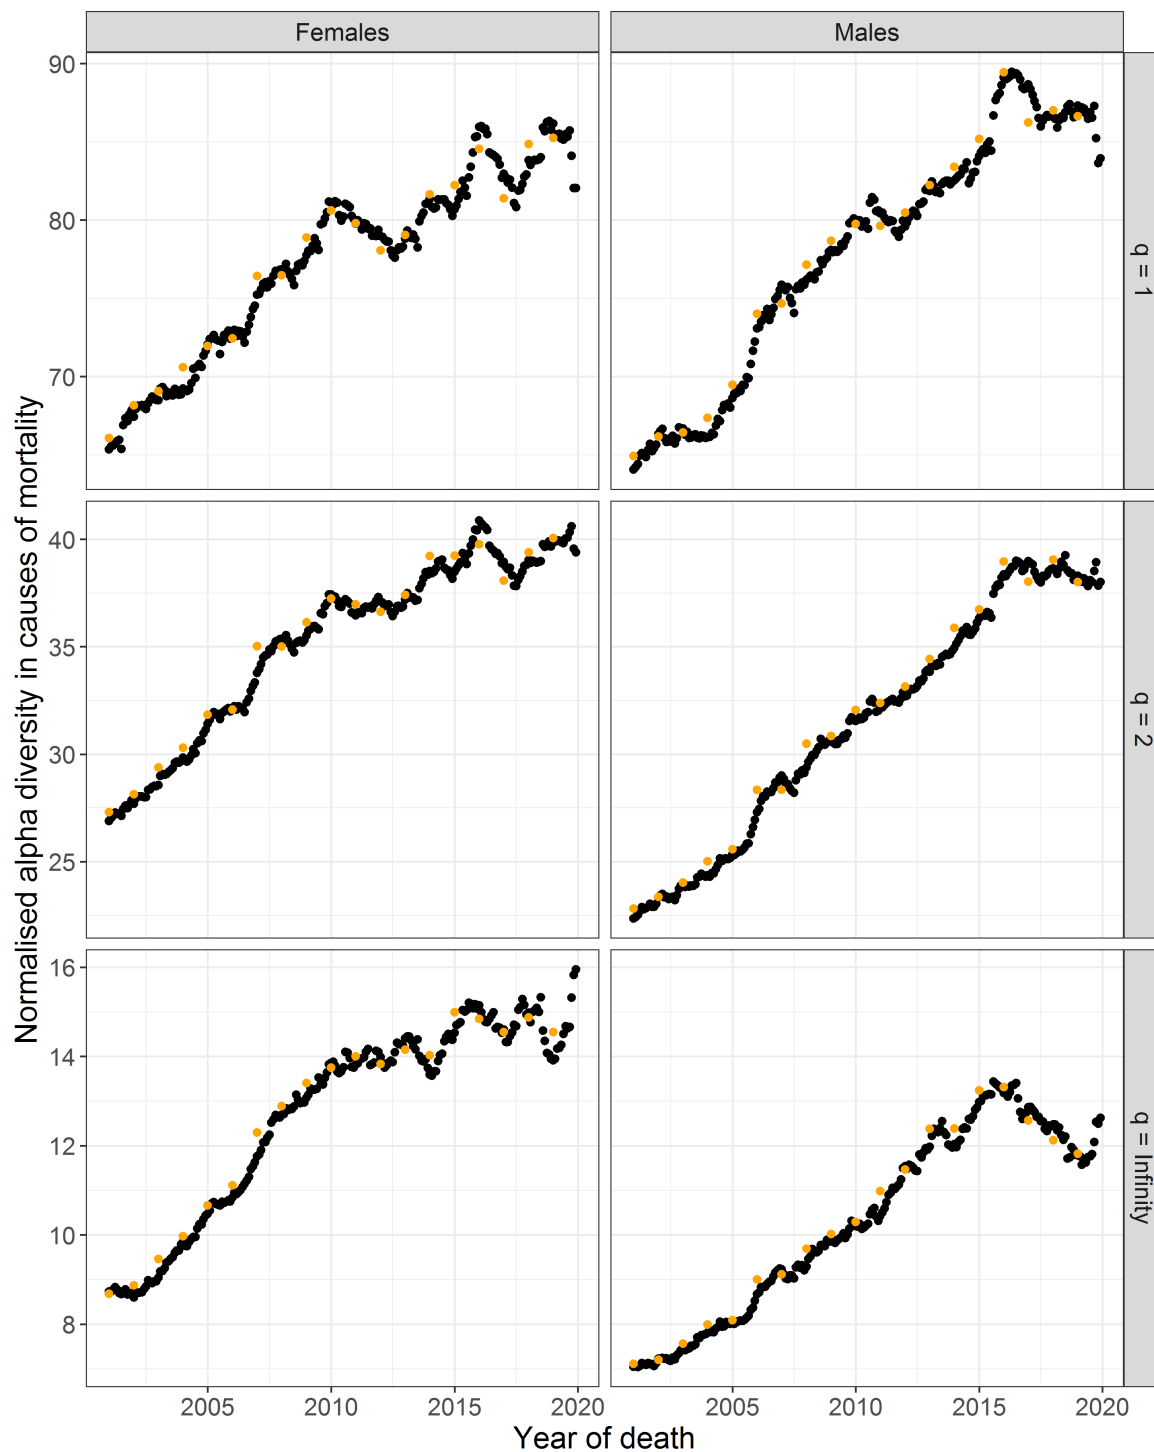 Females
Males
Normalised alpha diversity in causes of mortality
90
80
70
q = 1
40
35
30
25
q = 2
16
14
12
10
8
q = Infinity
2005 2010 2015 2020 2005 2010 2015 2020
Year of death